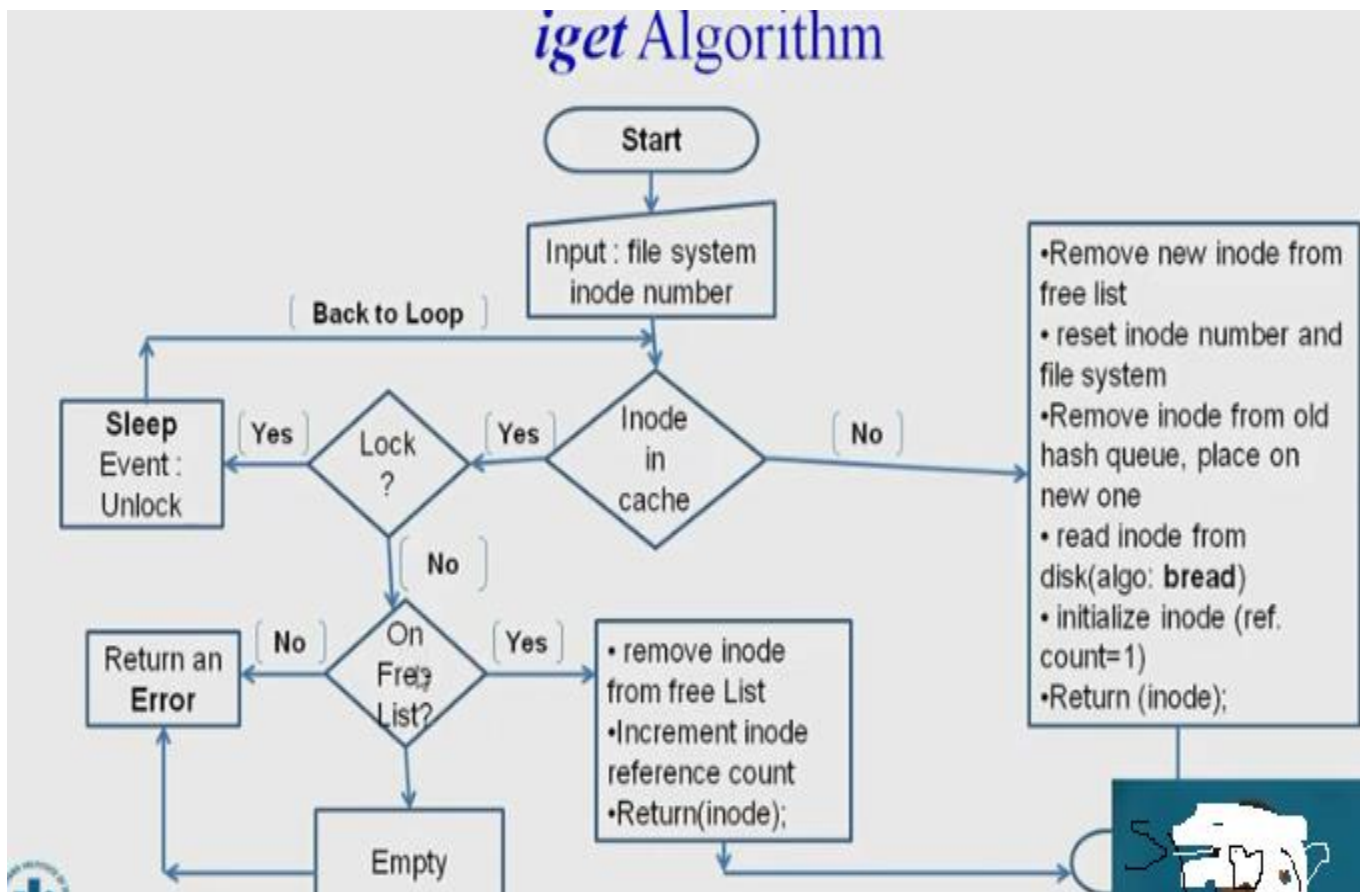 iget Algorithm
Start
Input : file system
inode number
Back to Loop
Inode
in
cache
Yes
No
Lock
?
Yes
No
Sleep
Event :
Unlock
On
Free
List?
No
Yes
Return an
Error
Empty
• remove inode
from free List
•Increment inode
reference count
•Return(inode);
•Remove new inode from
free list
• reset inode number and
file system
•Remove inode from old
hash queue, place on
new one
• read inode from
disk(algo: bread)
• initialize inode (ref.
count=1)
•Return (inode);